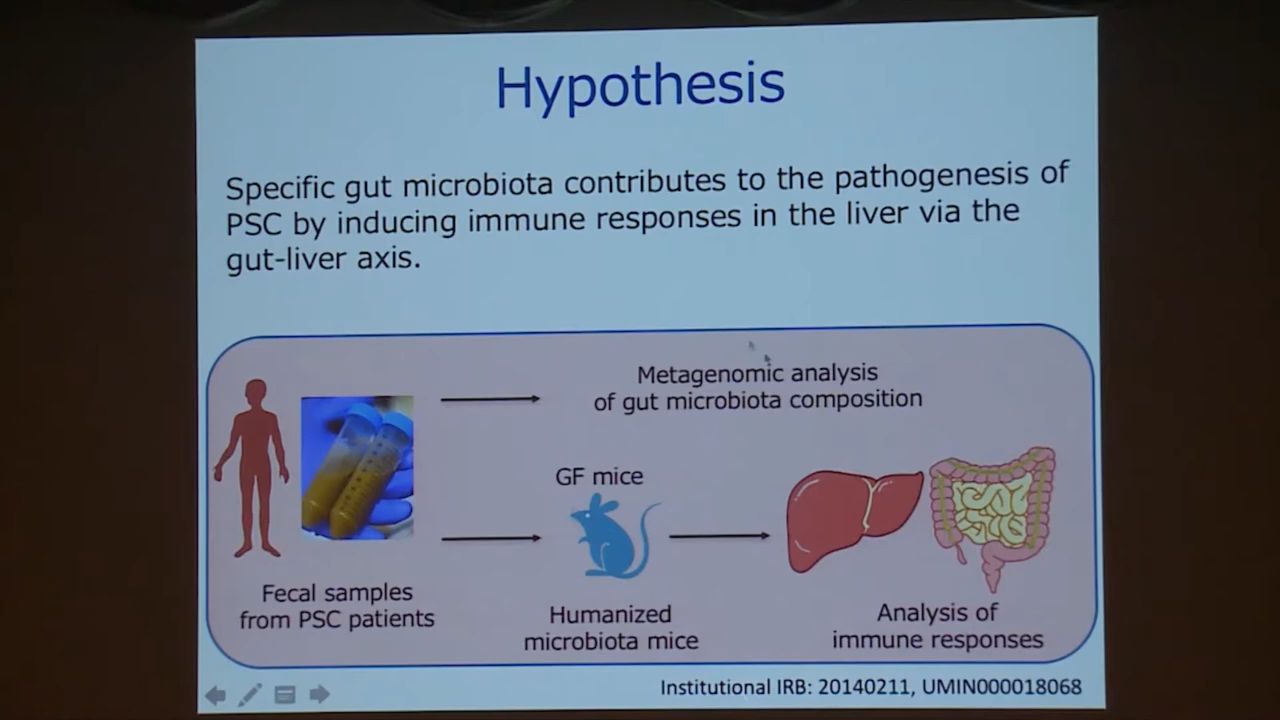 Hypothesis
Specific gut microbiota contributes to the pathogenesis of
PSC by inducing immune responses in the liver via the
gut-liver axis.
Metagenomic analysis
of gut microbiota composition
GF mice
Fecal samples
from PSC patients
Humanized
microbiota mice
Analysis of
immune responses
Institutional IRB: 20140211, UMIN000018068